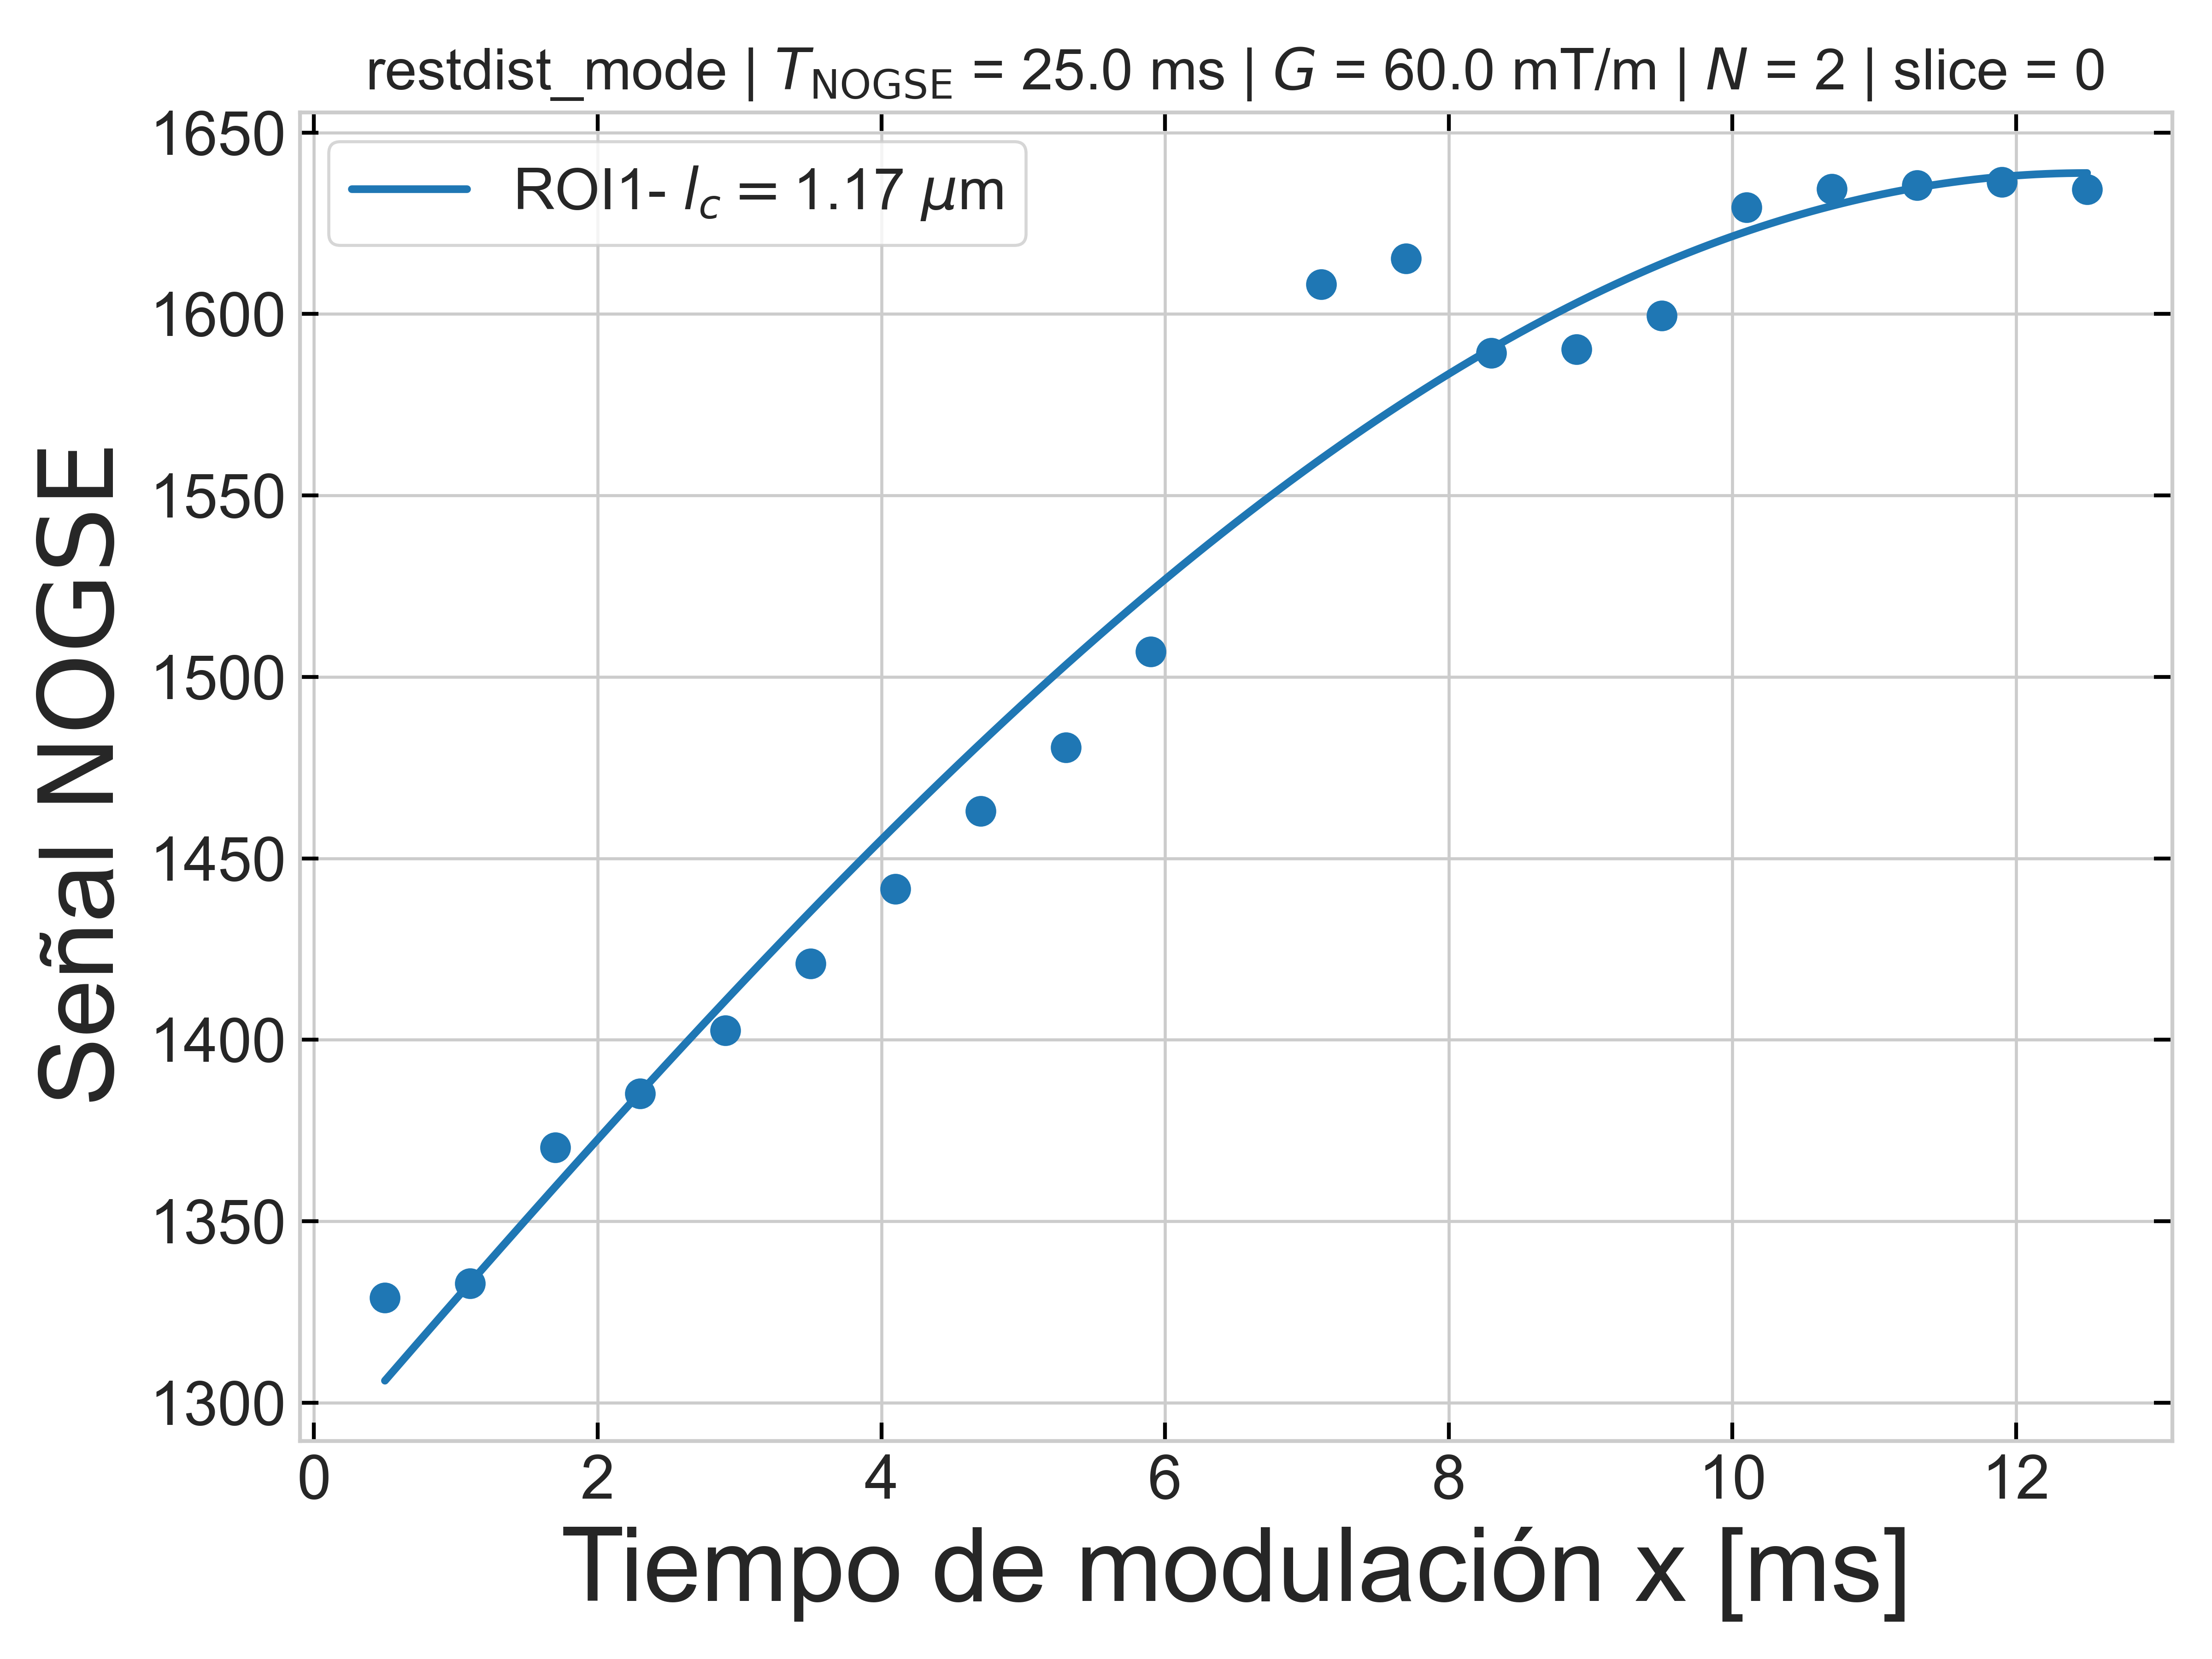 restdist_mode | T_NOGSE = 25.0 ms | G = 60.0 mT/m | N = 2 | slice = 0
1650
ROI1- l_c = 1.17 μm
1600
1550
1500
1450
1400
1350
1300
Señal NOGSE
0 2 4 6 8 10 12
Tiempo de modulación x [ms]